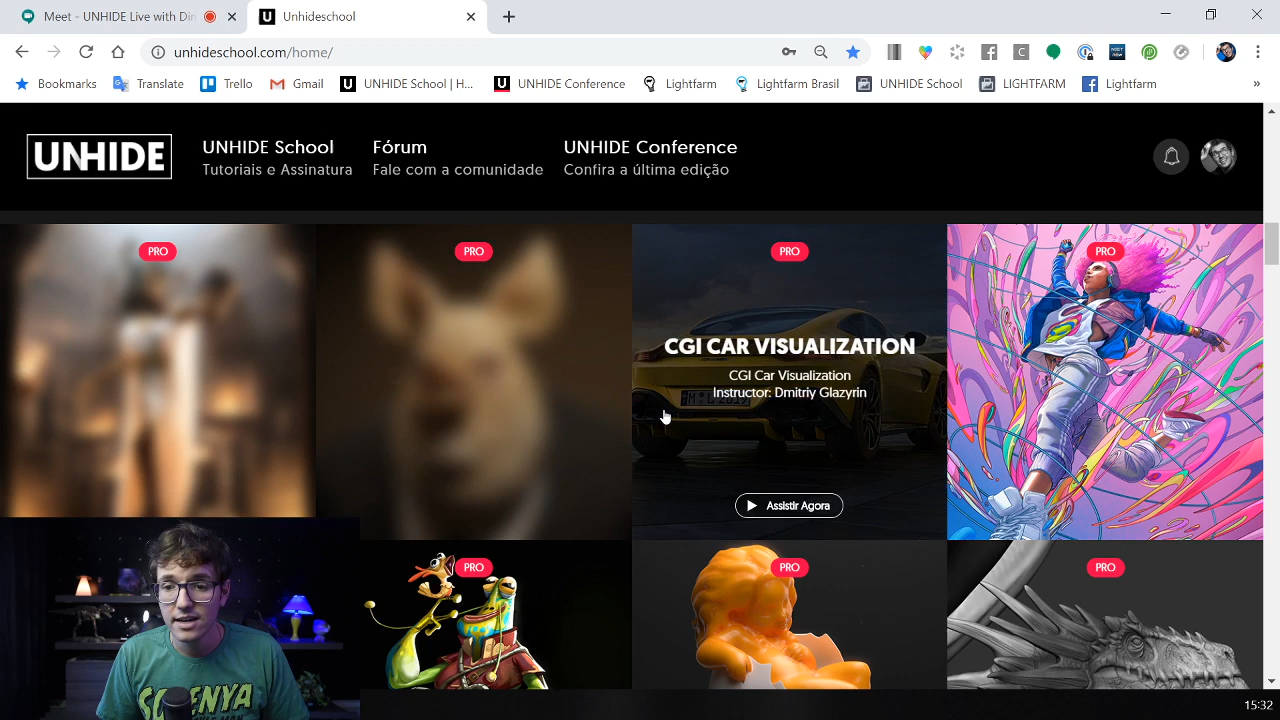 Meet - UNHIDE Live with Di
Unhideschool
unhideschool.com/home/
Bookmarks
Translate
Trello
Gmail
UNHIDE School | H...
UNHIDE Conference
Lightfarm
Lightfarm Brasil
UNHIDE School
LIGHTFARM
Lightfarm
»
UNHIDE
UNHIDE School
Tutoriais e Assinatura
Fórum
Fale com a comunidade
UNHIDE Conference
Confira a última edição
PRO
PRO
PRO
PRO
CGI CAR VISUALIZATION
CGI Car Visualization
Instructor: Dmitriy Glazyrin
Assistir Agora
PRO
PRO
PRO
15:32